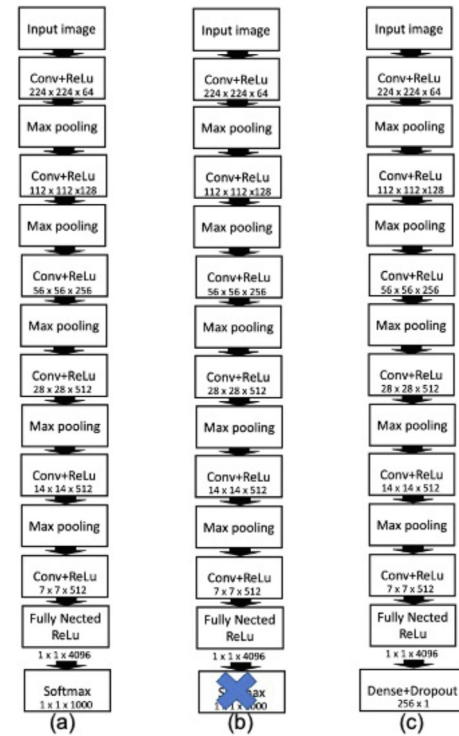 Input image
Conv+ReLu
224 x 224 x 64
Max pooling
Conv+ReLu
112 x 112 x128
Max pooling
Conv+ReLu
56 x 56 x 256
Max pooling
Conv+ReLu
28 x 28 x 512
Max pooling
Conv+ReLu
14 x 14 x 512
Max pooling
Conv+ReLu
7 x 7 x 512
Fully Nected
ReLu
1 x 1 x 4096
Softmax
1 x 1 x 1000
(a)
Input image
Conv+ReLu
224 x 224 x 64
Max pooling
Conv+ReLu
112 x 112 x128
Max pooling
Conv+ReLu
56 x 56 x 256
Max pooling
Conv+ReLu
28 x 28 x 512
Max pooling
Conv+ReLu
14 x 14 x 512
Max pooling
Conv+ReLu
7 x 7 x 512
Fully Nected
ReLu
1 x 1 x 4096
(b)
Input image
Conv+ReLu
224 x 224 x 64
Max pooling
Conv+ReLu
112 x 112 x128
Max pooling
Conv+ReLu
56 x 56 x 256
Max pooling
Conv+ReLu
28 x 28 x 512
Max pooling
Conv+ReLu
14 x 14 x 512
Max pooling
Conv+ReLu
7 x 7 x 512
Fully Nected
ReLu
1 x 1 x 4096
Dense+Dropout
256 x 1
(c)